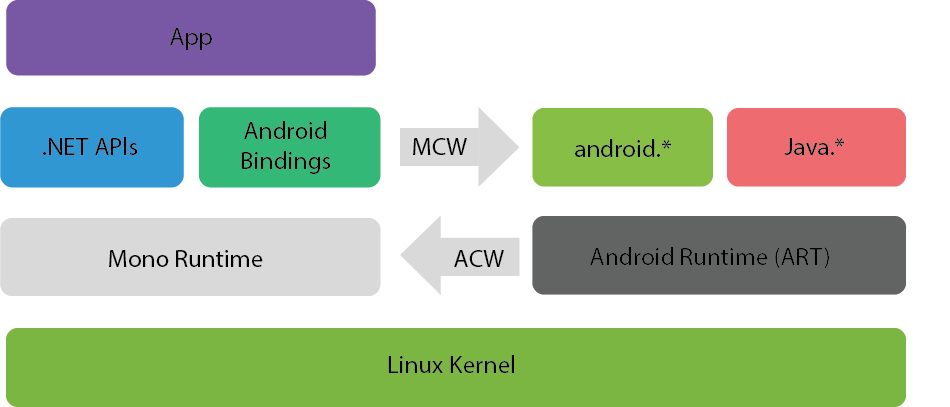 App
.NET APIs
Android
Bindings
MCW
android.*
Java.*
Mono Runtime
ACW
Android Runtime (ART)
Linux Kernel